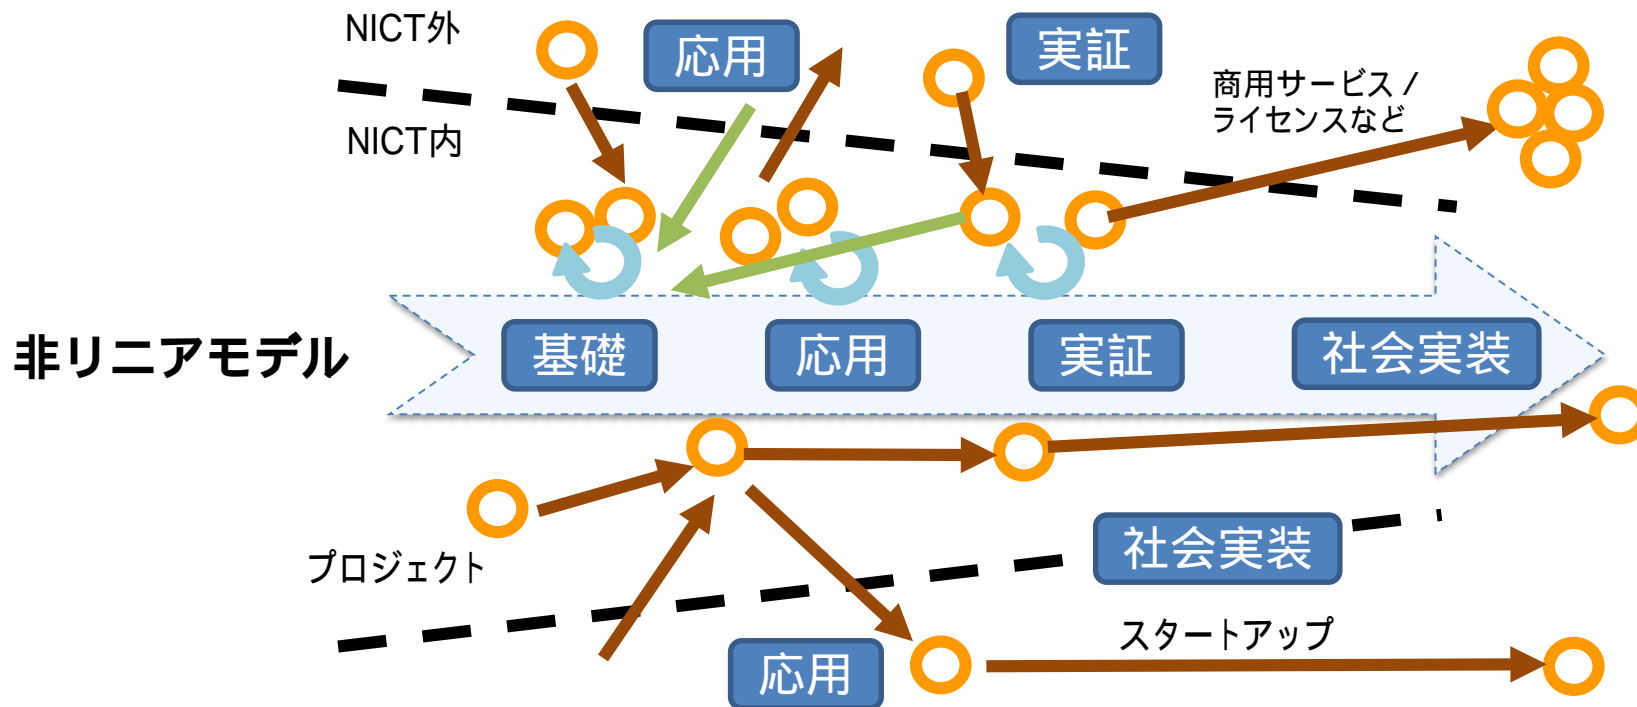 NICT外
応用
実証
商用サービス /
ライセンスなど
NICT内
非リニアモデル
基礎
応用
実証
社会実装
プロジェクト
社会実装
スタートアップ
応用